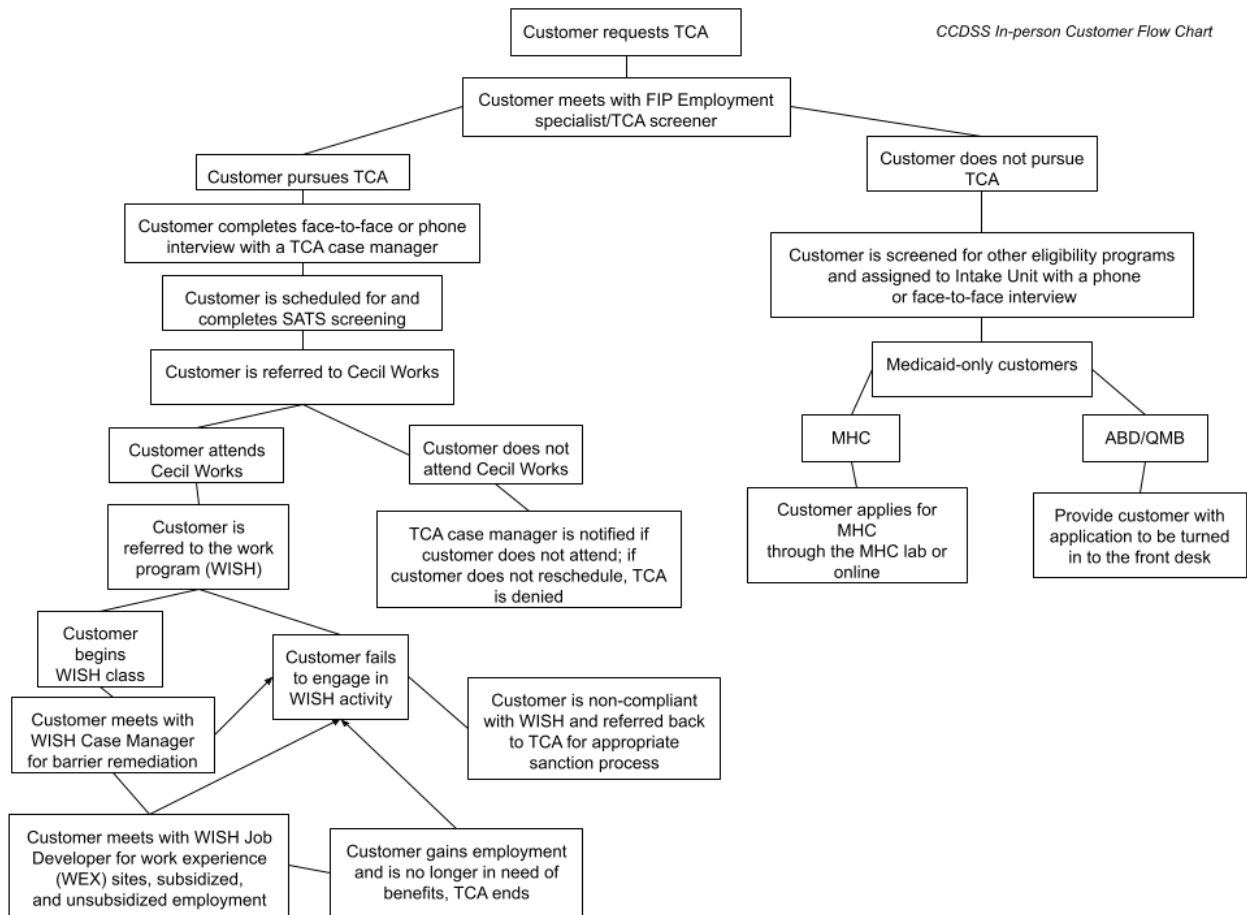 Customer requests TCA
CCDSS In-person Customer Flow Chart
Customer meets with FIP Employment
specialist/TCA screener
Customer pursues TCA
Customer does not pursue
TCA
Customer completes face-to-face or phone
interview with a TCA case manager
Customer is screened for other eligibility programs
and assigned to Intake Unit with a phone
or face-to-face interview
Customer is scheduled for and
completes SATS screening
Customer is referred to Cecil Works
Medicaid-only customers
Customer attends
Cecil Works
Customer does not
attend Cecil Works
MHC
ABD/QMB
Customer is
referred to the work
program (WISH)
TCA case manager is notified if
customer does not attend; if
customer does not reschedule, TCA
is denied
Customer applies for
MHC
through the MHC lab or
online
Provide customer with
application to be turned
in to the front desk
Customer
begins
WISH class
Customer fails
to engage in
WISH activity
Customer meets with
WISH Case Manager
for barrier remediation
Customer is non-compliant
with WISH and referred back
to TCA for appropriate
sanction process
Customer meets with WISH Job
Developer for work experience
(WEX) sites, subsidized,
and unsubsidized employment
Customer gains employment
and is no longer in need of
benefits, TCA ends